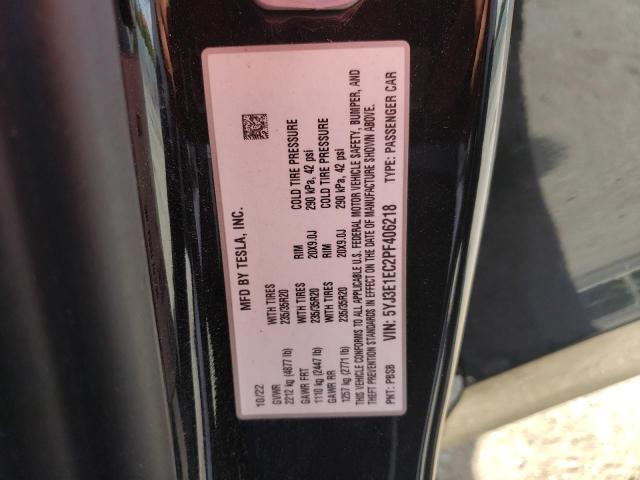 MFD BY TESLA, INC.
10/22
GVWR
2212 kg (4877 lb) WITH TIRES RIM COLD TIRE PRESSURE
GAWR FRT 235/35R20 20X9.0J 290 kPa, 42 psi
1110 kg (2447 lb) WITH TIRES RIM COLD TIRE PRESSURE
GAWR RR 235/35R20 20X9.0J 290 kPa, 42 psi
1257 kg (2771 lb)
THIS VEHICLE CONFORMS TO ALL APPLICABLE U.S. FEDERAL MOTOR VEHICLE SAFETY, BUMPER, AND
THEFT PREVENTION STANDARDS IN EFFECT ON THE DATE OF MANUFACTURE SHOWN ABOVE.
VIN: 5YJ3E1EC2PF406218 TYPE: PASSENGER CAR
PNT: PBSB